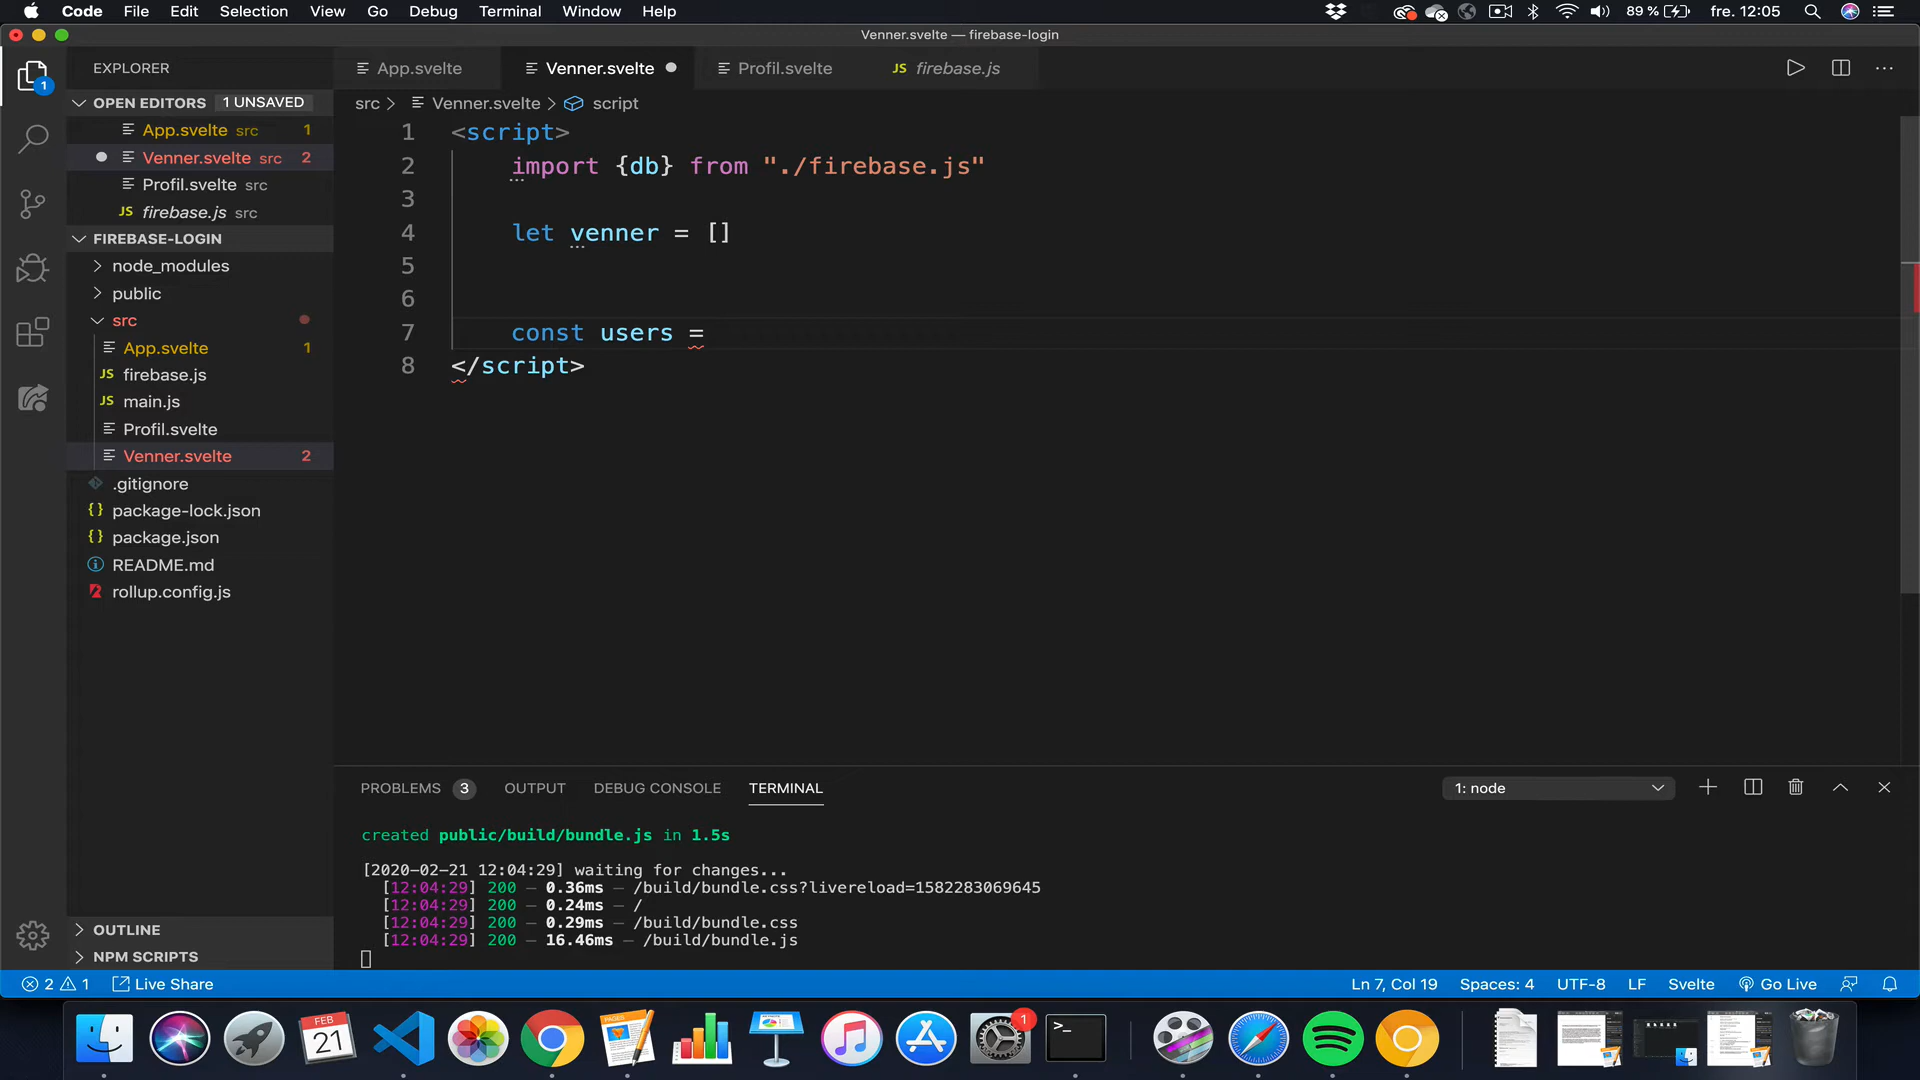 Code File Edit Selection View Go Debug Terminal Window Help 89 % fre. 12:05
Venner.svelte — firebase-login
EXPLORER
App.svelte Venner.svelte Profil.svelte JS firebase.js
OPEN EDITORS 1 UNSAVED
src > Venner.svelte > script
App.svelte src 1
Venner.svelte src 2
Profil.svelte src
JS firebase.js src
FIREBASE-LOGIN
node_modules
public
src
App.svelte 1
JS firebase.js
JS main.js
Profil.svelte
Venner.svelte 2
.gitignore
{} package-lock.json
{} package.json
README.md
rollup.config.js
OUTLINE
NPM SCRIPTS
1
1 <script>
2 import {db} from "./firebase.js"
3
4 let venner = []
5
6
7 const users =
8 </script>
PROBLEMS 3 OUTPUT DEBUG CONSOLE TERMINAL 1: node
created public/build/bundle.js in 1.5s
[2020-02-21 12:04:29] waiting for changes...
[12:04:29] 200 — 0.36ms — /build/bundle.css?livereload=1582283069645
[12:04:29] 200 — 0.24ms — /
[12:04:29] 200 — 0.29ms — /build/bundle.css
[12:04:29] 200 — 16.46ms — /build/bundle.js
2 1 Live Share Ln 7, Col 19 Spaces: 4 UTF-8 LF Svelte Go Live
FEB
21
PAGES
1
>_